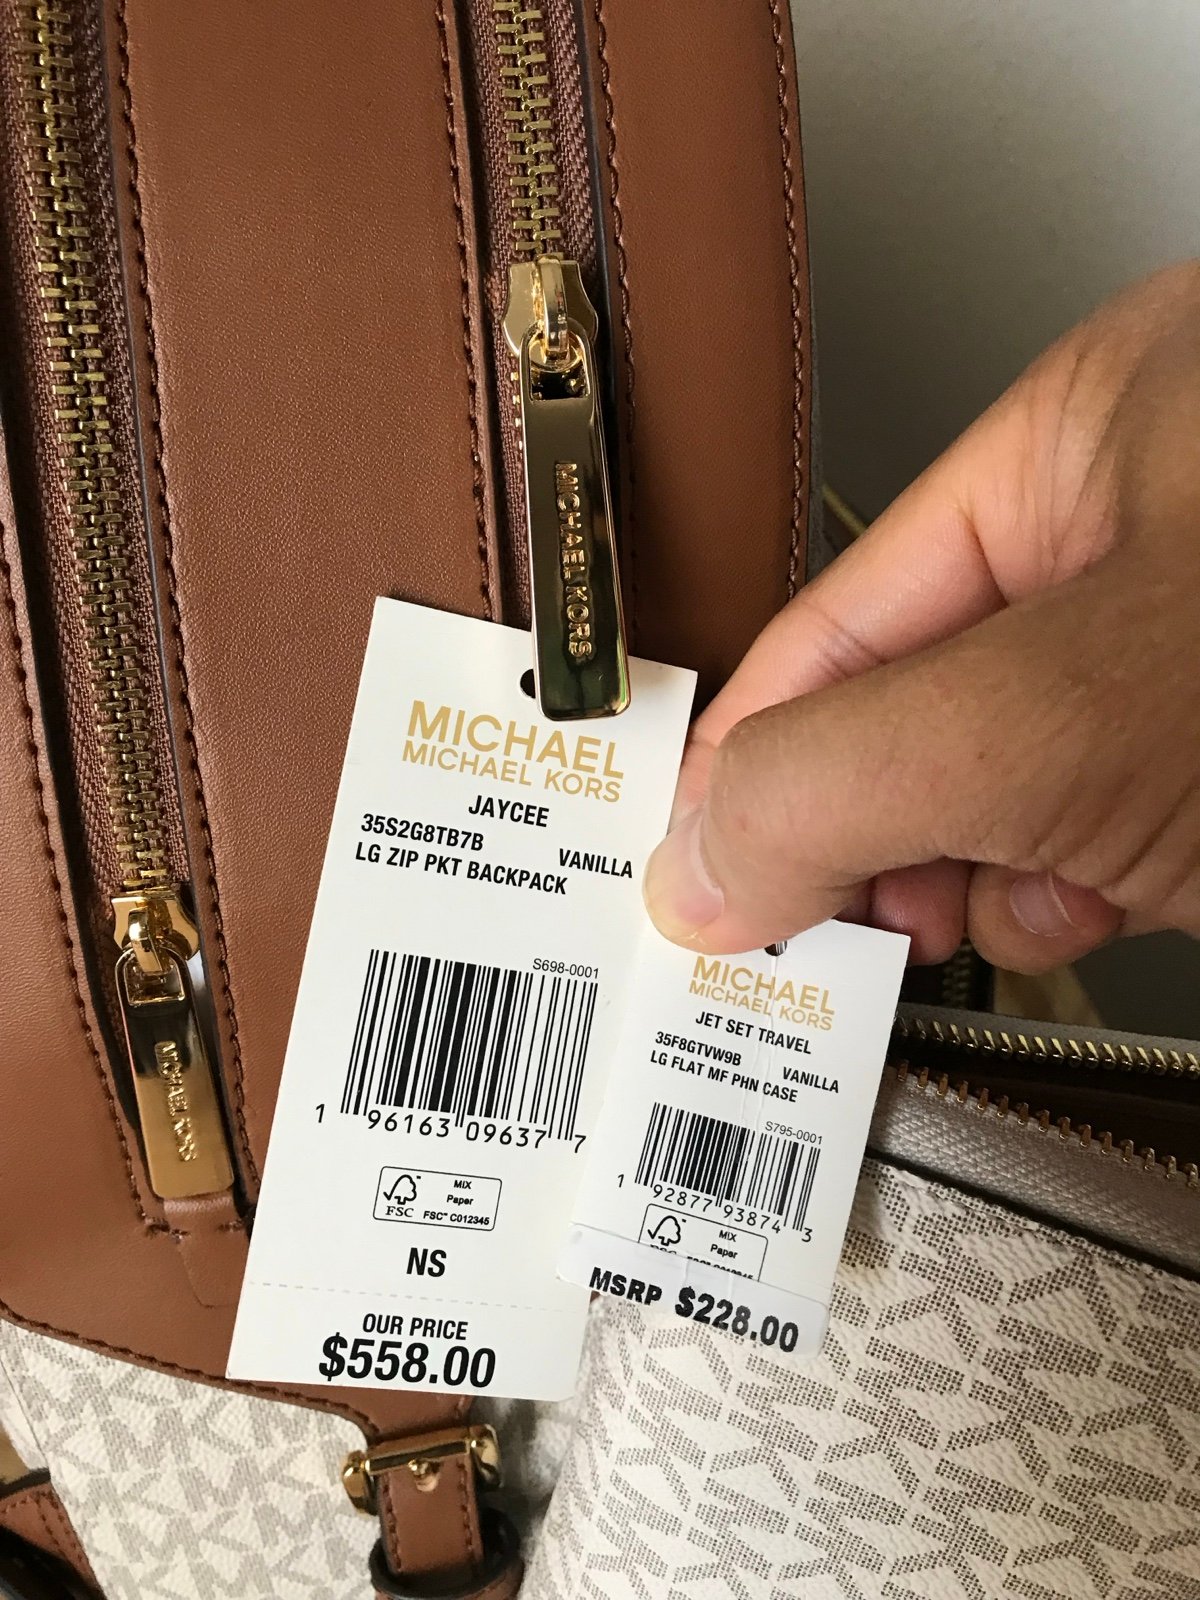 MICHAEL KORS
MICHAEL KORS
MICHAEL
MICHAEL KORS
JAYCEE
35S2G8TB7B VANILLA
LG ZIP PKT BACKPACK
S698-0001
1 96163 09637 7
MIX
Paper
FSC FSC™ C012345
NS
OUR PRICE
$558.00
MICHAEL
MICHAEL KORS
JET SET TRAVEL
35F8GTVW9B VANILLA
LG FLAT MF PHN CASE
S795-0001
1 92877 93874 3
MIX
Paper
MSRP $228.00